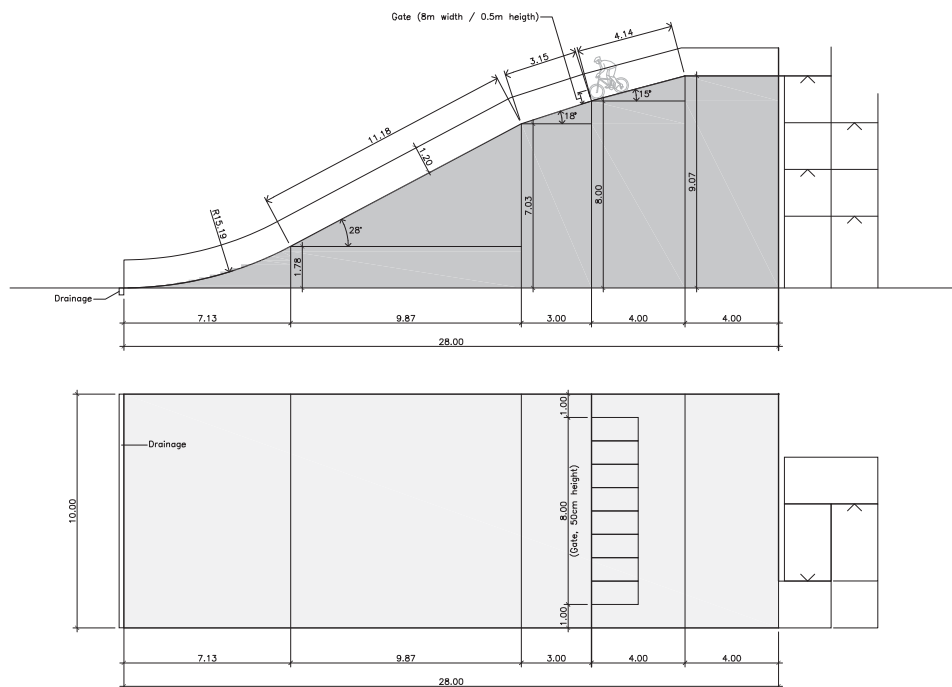 Gate (8m width / 0.5m heigth)
4.14
3.15
15°
18°
11.18
1.20
9.07
8.00
7.03
R15.19
28°
1.78
Drainage
7.13 9.87 3.00 4.00 4.00
28.00
1.00
Drainage
10.00
8.00
(Gate, 50cm height)
1.00
7.13 9.87 3.00 4.00 4.00
28.00